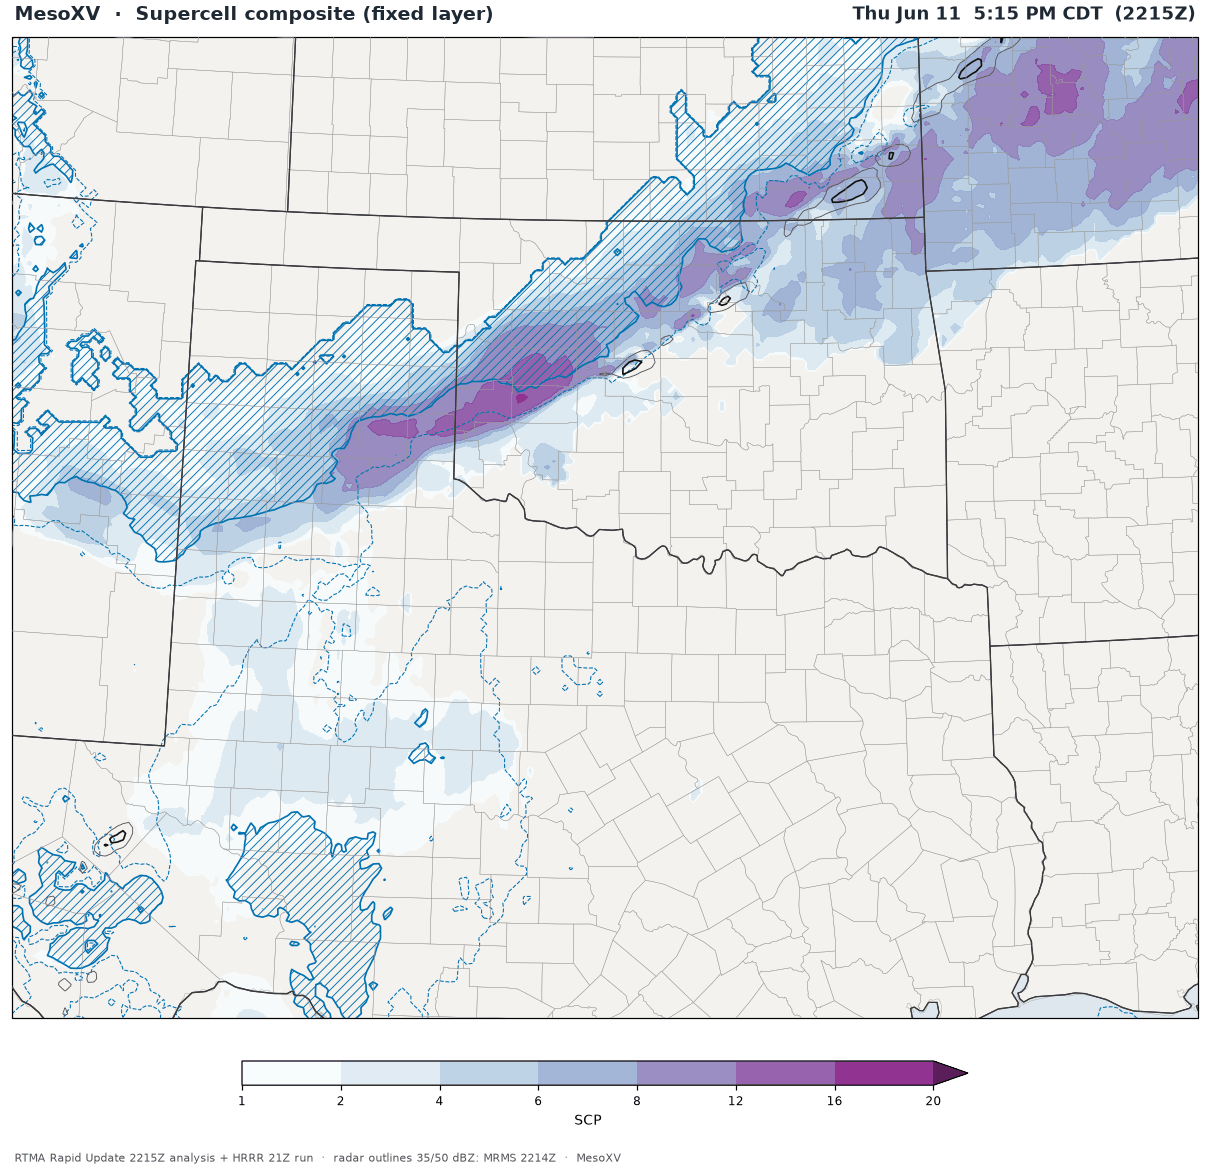 MesoXV · Supercell composite (fixed layer)
Thu Jun 11 5:15 PM CDT (2215Z)
1 2 4 6 8 12 16 20
SCP
RTMA Rapid Update 2215Z analysis + HRRR 21Z run · radar outlines 35/50 dBZ: MRMS 2214Z · MesoXV